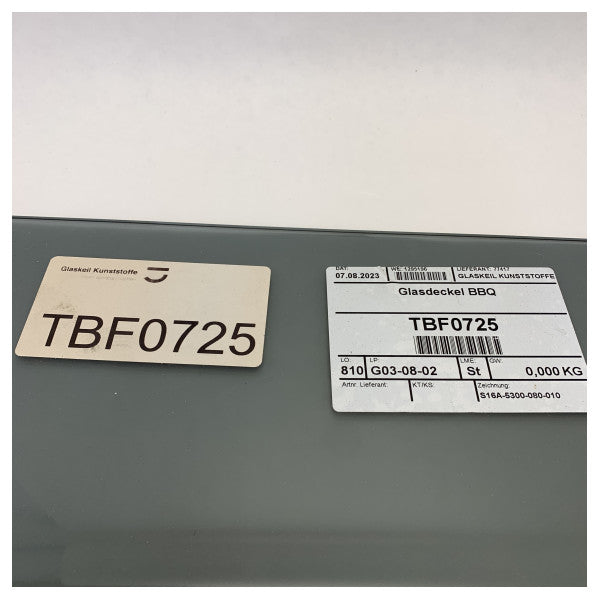 Glaskeil Kunststoffe
TBF0725
DAT: WE: 1255156 LIEFERANT: 77417
07.08.2023 GLASKEIL KUNSTSTOFFE
Glasdeckel BBQ
TBF0725
LO: LP: LME: GW:
810 G03-08-02 St 0,000 KG
Artnr. Lieferant: KT/KS: Zeichnung:
S16A-5300-080-010